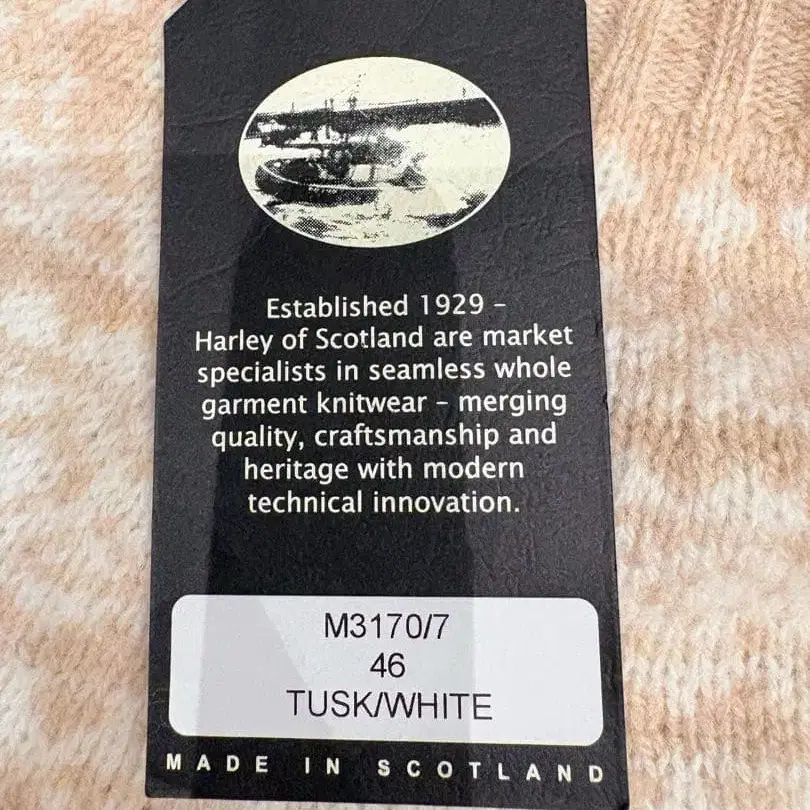 Established 1929 –
Harley of Scotland are market
specialists in seamless whole
garment knitwear – merging
quality, craftsmanship and
heritage with modern
technical innovation.
M3170/7
46
TUSK/WHITE
MADE IN SCOTLAND